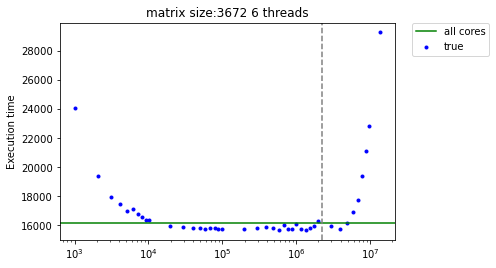 matrix size:3672 6 threads
all cores
true
Execution time
28000
26000
24000
22000
20000
18000
16000
10³ 10⁴ 10⁵ 10⁶ 10⁷